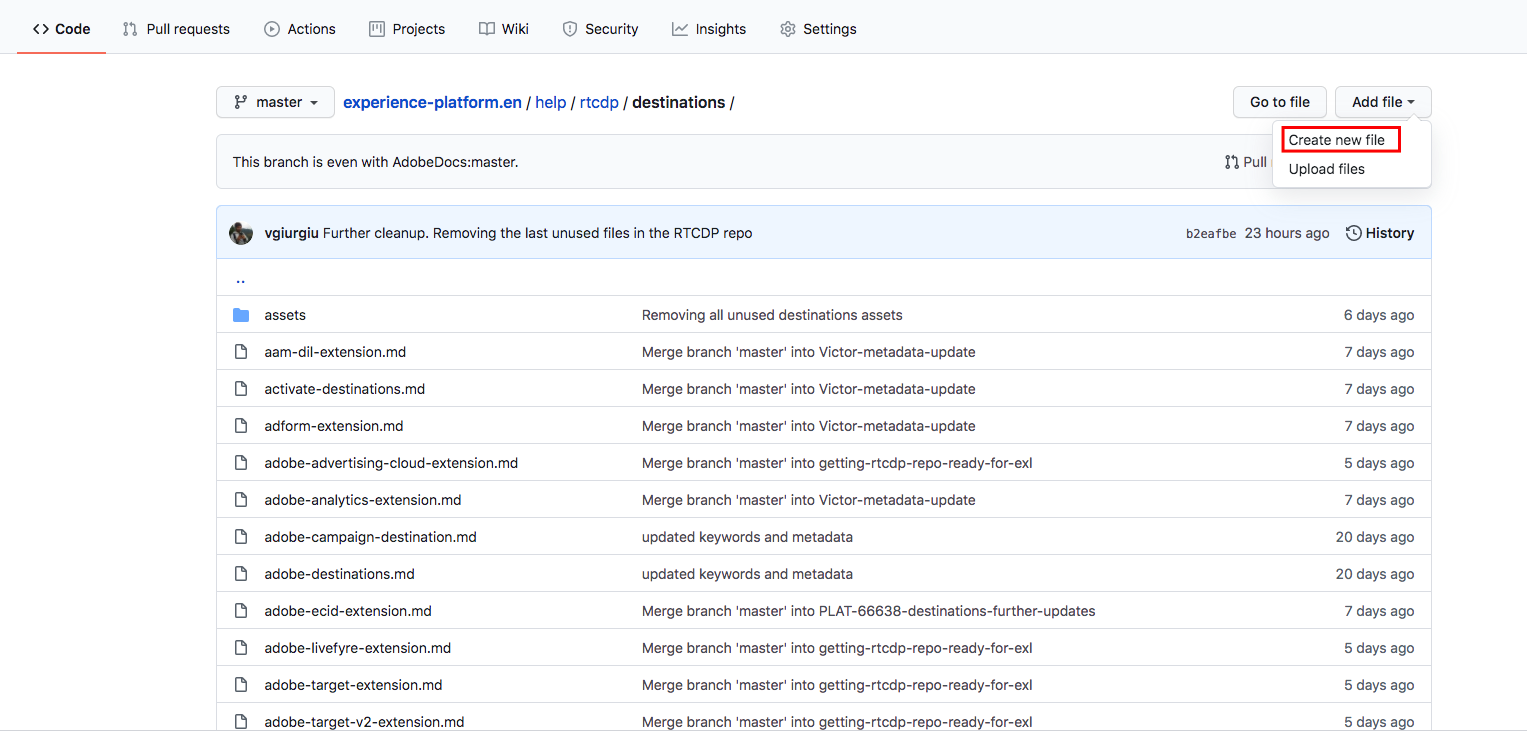 Code Pull requests Actions Projects Wiki Security Insights Settings
master experience-platform.en / help / rtcdp / destinations / Go to file Add file
Create new file
This branch is even with AdobeDocs:master. Pull
Upload files
vgiurgiu Further cleanup. Removing the last unused files in the RTCDP repo b2eafbe 23 hours ago History
..
assets Removing all unused destinations assets 6 days ago
aam-dil-extension.md Merge branch 'master' into Victor-metadata-update 7 days ago
activate-destinations.md Merge branch 'master' into Victor-metadata-update 7 days ago
adform-extension.md Merge branch 'master' into Victor-metadata-update 7 days ago
adobe-advertising-cloud-extension.md Merge branch 'master' into getting-rtcdp-repo-ready-for-exl 5 days ago
adobe-analytics-extension.md Merge branch 'master' into Victor-metadata-update 7 days ago
adobe-campaign-destination.md updated keywords and metadata 20 days ago
adobe-destinations.md updated keywords and metadata 20 days ago
adobe-ecid-extension.md Merge branch 'master' into PLAT-66638-destinations-further-updates 7 days ago
adobe-livefyre-extension.md Merge branch 'master' into getting-rtcdp-repo-ready-for-exl 5 days ago
adobe-target-extension.md Merge branch 'master' into getting-rtcdp-repo-ready-for-exl 5 days ago
adobe-target-v2-extension.md Merge branch 'master' into getting-rtcdp-repo-ready-for-exl 5 days ago